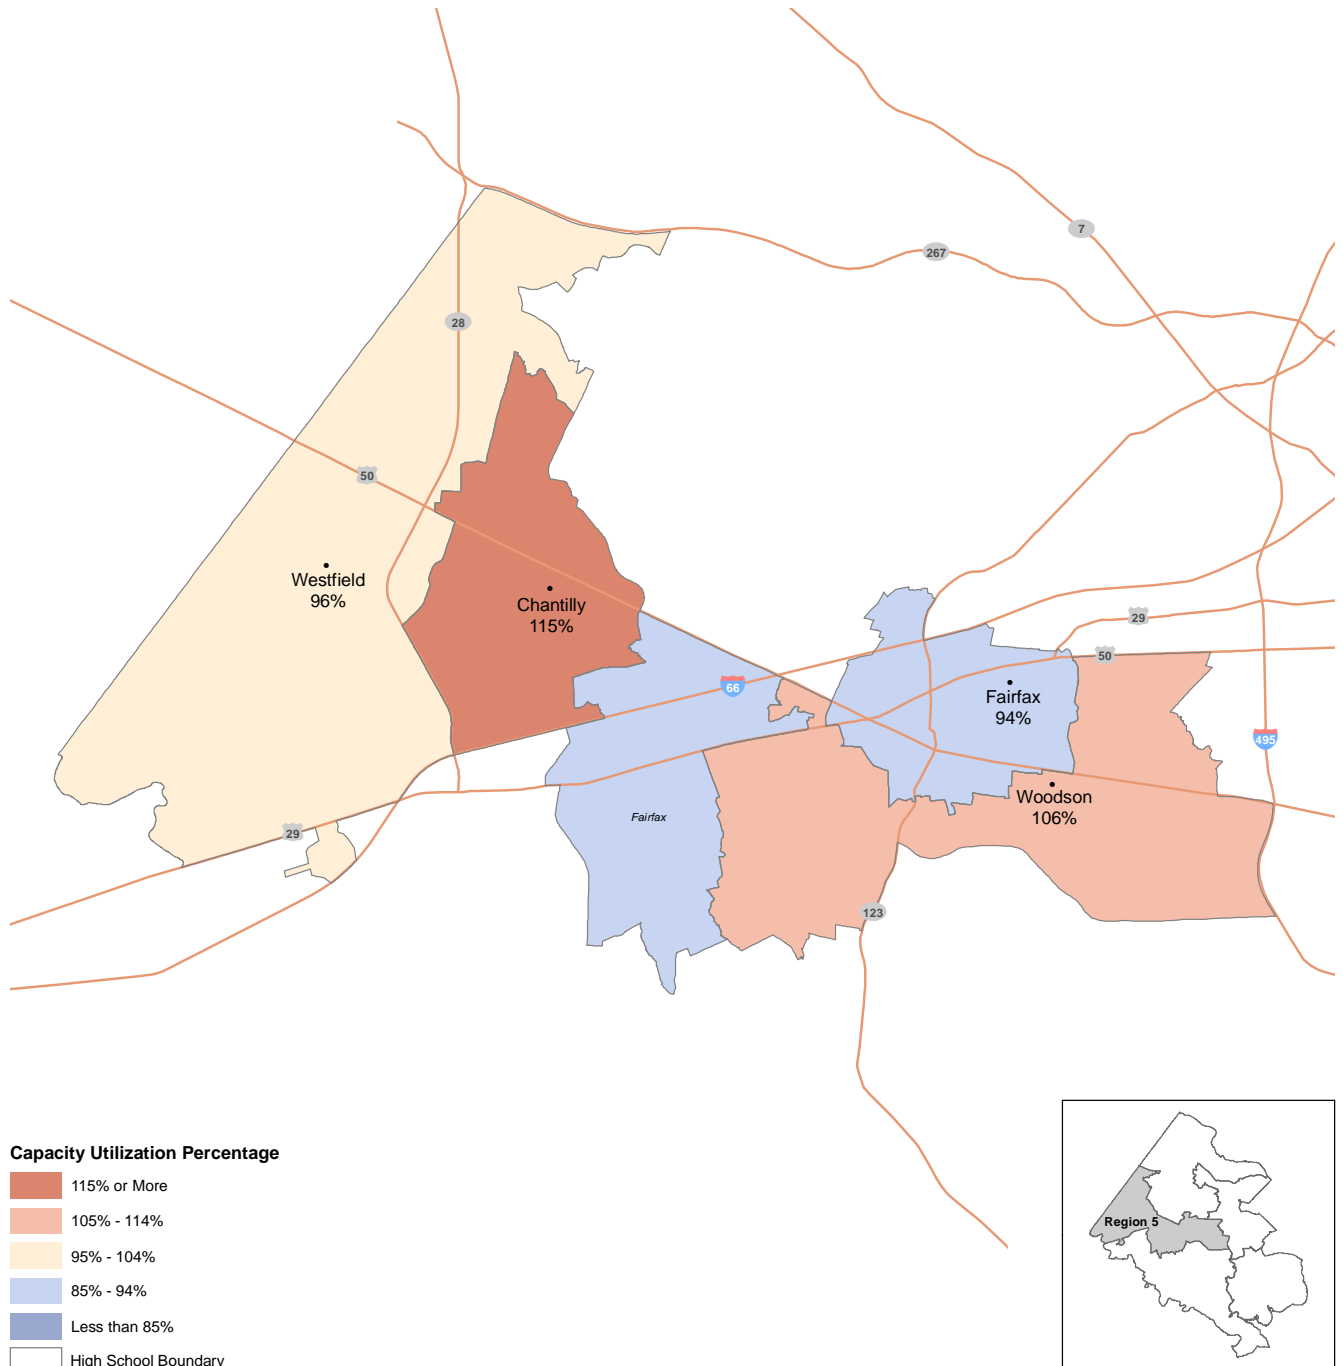 7
267
28
50
Westfield
96%
Chantilly
115%
29
50
66
Fairfax
94%
495
Woodson
106%
Fairfax
29
123
Capacity Utilization Percentage
115% or More
105% - 114%
95% - 104%
85% - 94%
Less than 85%
High School Boundary
Region 5